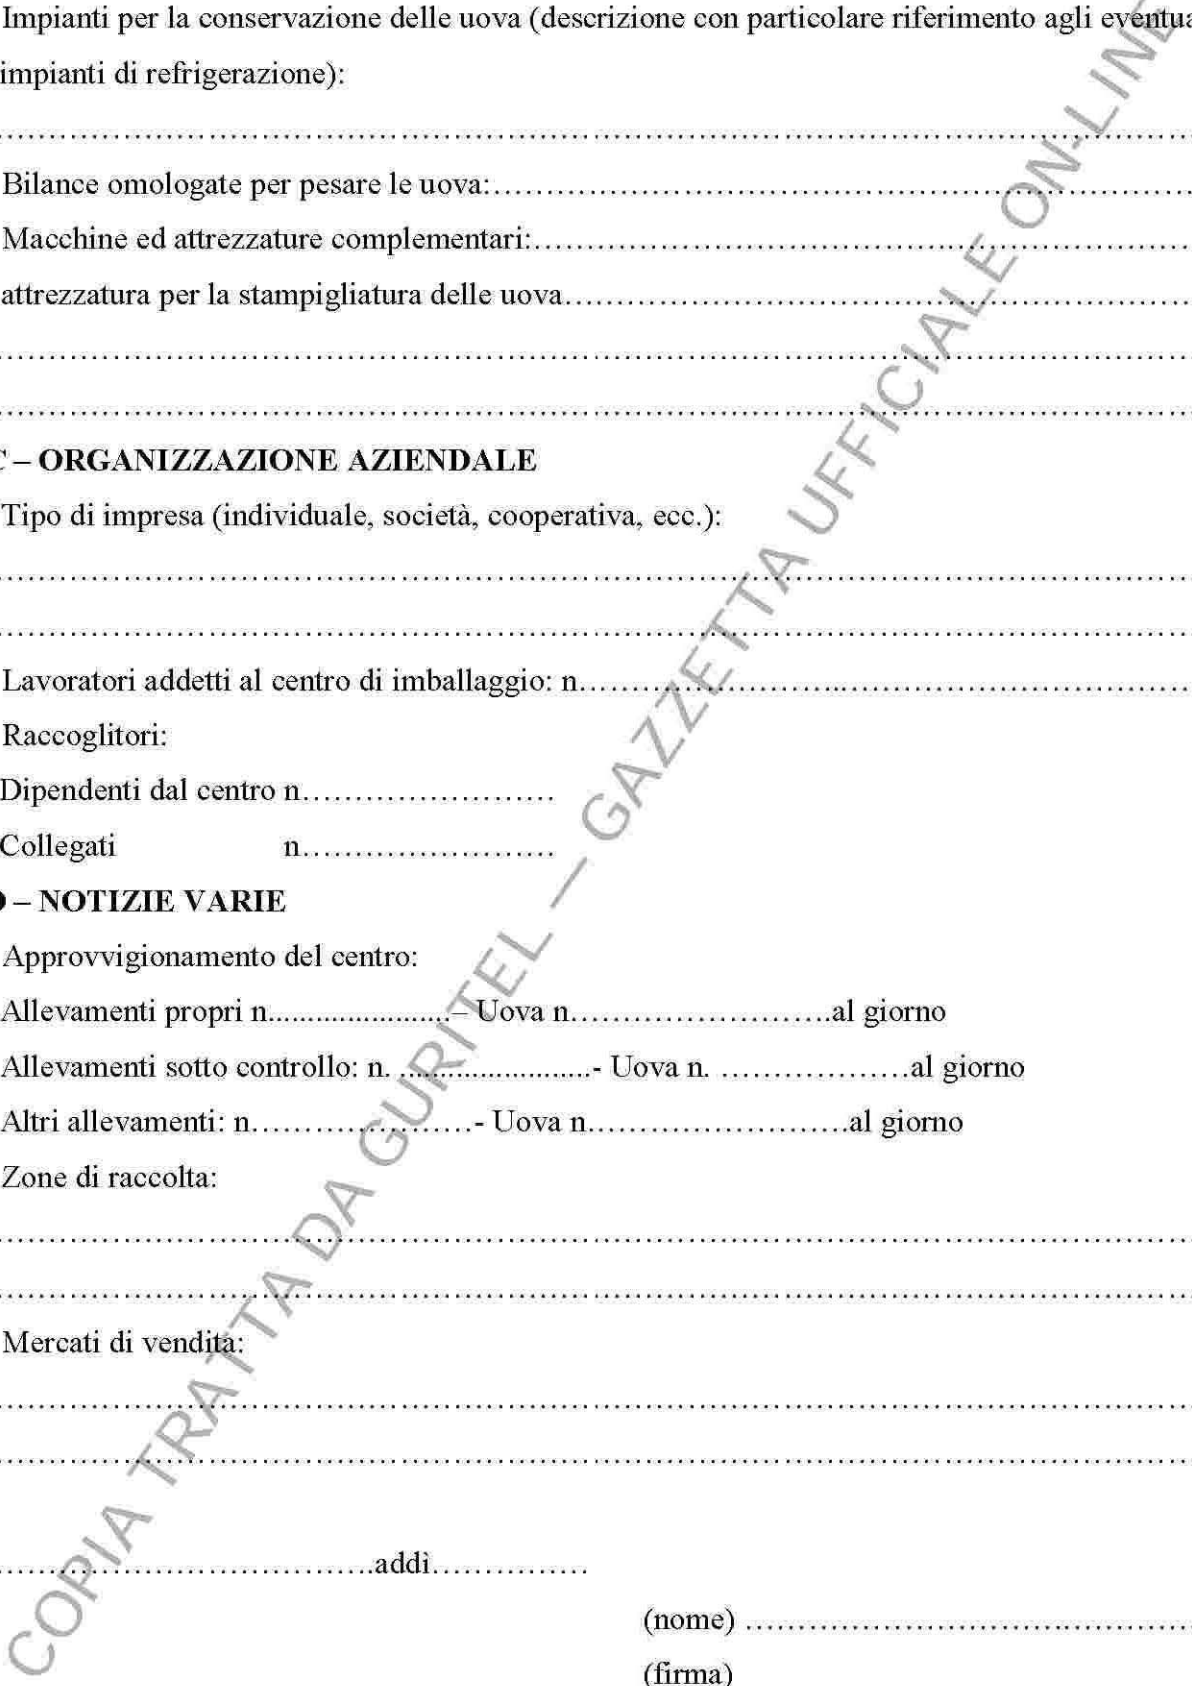 Impianti per la conservazione delle uova (descrizione con particolare riferimento agli eventua
impianti di refrigerazione):
……………………………………………………………………………………………
Bilance omologate per pesare le uova:……………………………………………………
Macchine ed attrezzature complementari:…………………………………………………
attrezzatura per la stampigliatura delle uova………………………………………………
……………………………………………………………………………………………
……………………………………………………………………………………………
C – ORGANIZZAZIONE AZIENDALE
Tipo di impresa (individuale, società, cooperativa, ecc.):
……………………………………………………………………………………………
……………………………………………………………………………………………
Lavoratori addetti al centro di imballaggio: n………………………………………………
Raccoglitori:
Dipendenti dal centro n……………………
Collegati n……………………
D – NOTIZIE VARIE
Approvvigionamento del centro:
Allevamenti propri n.......................– Uova n…………………….al giorno
Allevamenti sotto controllo: n. .........................- Uova n. ………………al giorno
Altri allevamenti: n…………………- Uova n…………………….al giorno
Zone di raccolta:
……………………………………………………………………………………………
……………………………………………………………………………………………
Mercati di vendita:
……………………………………………………………………………………………
……………………………………………………………………………………………
……………………………….addì……………
(nome) ……………………………………
(firma)
COPIA TRATTA DA GURITEL — GAZZETTA UFFICIALE ON-LINE